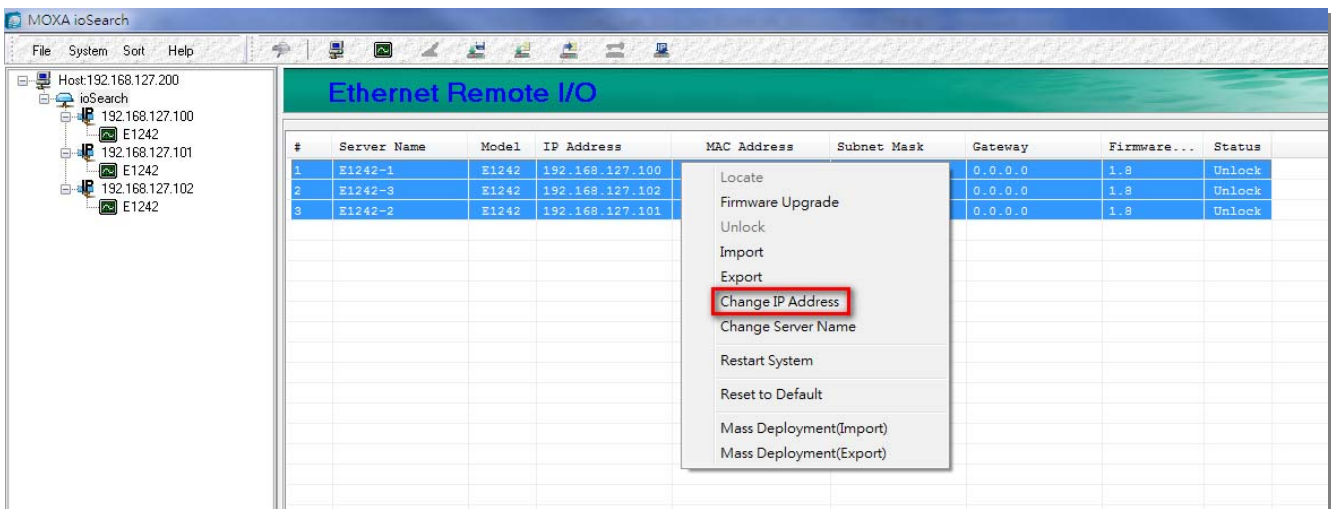 MOXA ioSearch
File System Sort Help
Host:192.168.127.200
ioSearch
192.168.127.100
E1242
192.168.127.101
E1242
192.168.127.102
E1242
Ethernet Remote I/O
# Server Name Model IP Address MAC Address Subnet Mask Gateway Firmware... Status
1 E1242-1 E1242 192.168.127.100 0.0.0.0 1.8 Unlock
2 E1242-3 E1242 192.168.127.102 0.0.0.0 1.8 Unlock
3 E1242-2 E1242 192.168.127.101 0.0.0.0 1.8 Unlock
Locate
Firmware Upgrade
Unlock
Import
Export
Change IP Address
Change Server Name
Restart System
Reset to Default
Mass Deployment(Import)
Mass Deployment(Export)